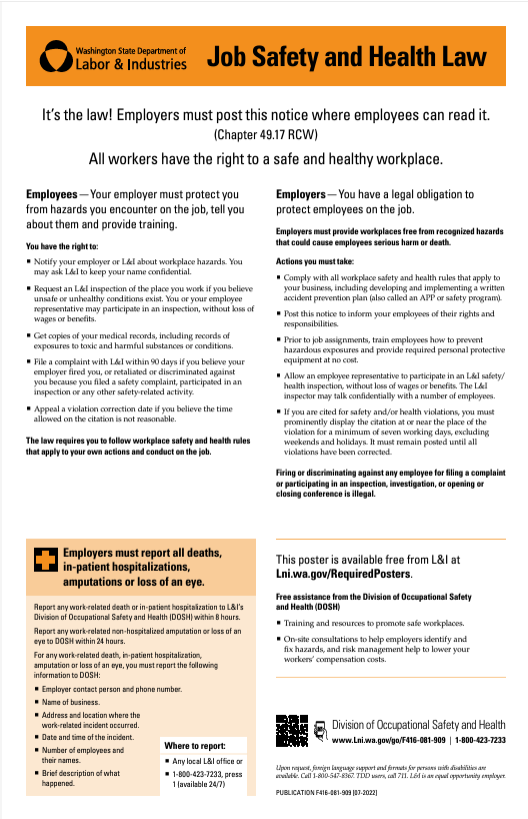 Washington State Department of
Labor & Industries
Job Safety and Health Law
It's the law! Employers must post this notice where employees can read it.
(Chapter 49.17 RCW)
All workers have the right to a safe and healthy workplace.
Employees — Your employer must protect you
from hazards you encounter on the job, tell you
about them and provide training.
You have the right to:
▪ Notify your employer or L&I about workplace hazards. You
may ask L&I to keep your name confidential.
▪ Request an L&I inspection of the place you work if you believe
unsafe or unhealthy conditions exist. You or your employee
representative may participate in an inspection, without loss of
wages or benefits.
▪ Get copies of your medical records, including records of
exposures to toxic and harmful substances or conditions.
▪ File a complaint with L&I within 90 days if you believe your
employer fired you, or retaliated or discriminated against
you because you filed a safety complaint, participated in an
inspection or any other safety-related activity.
▪ Appeal a violation correction date if you believe the time
allowed on the citation is not reasonable.
The law requires you to follow workplace safety and health rules
that apply to your own actions and conduct on the job.
Employers — You have a legal obligation to
protect employees on the job.
Employers must provide workplaces free from recognized hazards
that could cause employees serious harm or death.
Actions you must take:
▪ Comply with all workplace safety and health rules that apply to
your business, including developing and implementing a written
accident prevention plan (also called an APP or safety program).
▪ Post this notice to inform your employees of their rights and
responsibilities.
▪ Prior to job assignments, train employees how to prevent
hazardous exposures and provide required personal protective
equipment at no cost.
▪ Allow an employee representative to participate in an L&I safety/
health inspection, without loss of wages or benefits. The L&I
inspector may talk confidentially with a number of employees.
▪ If you are cited for safety and/or health violations, you must
prominently display the citation at or near the place of the
violation for a minimum of seven working days, excluding
weekends and holidays. It must remain posted until all
violations have been corrected.
Firing or discriminating against any employee for filing a complaint
or participating in an inspection, investigation, or opening or
closing conference is illegal.
Employers must report all deaths,
in-patient hospitalizations,
amputations or loss of an eye.
Report any work-related death or in-patient hospitalization to L&I's
Division of Occupational Safety and Health (DOSH) within 8 hours.
Report any work-related non-hospitalized amputation or loss of an
eye to DOSH within 24 hours.
For any work-related death, in-patient hospitalization,
amputation or loss of an eye, you must report the following
information to DOSH:
▪ Employer contact person and phone number.
▪ Name of business.
▪ Address and location where the
work-related incident occurred.
▪ Date and time of the incident.
▪ Number of employees and
their names.
▪ Brief description of what
happened.
Where to report:
▪ Any local L&I office or
▪ 1-800-423-7233, press
1 (available 24/7)
This poster is available free from L&I at
Lni.wa.gov/RequiredPosters.
Free assistance from the Division of Occupational Safety
and Health (DOSH)
▪ Training and resources to promote safe workplaces.
▪ On-site consultations to help employers identify and
fix hazards, and risk management help to lower your
workers' compensation costs.
Division of Occupational Safety and Health
www.Lni.wa.gov/go/F416-081-909 | 1-800-423-7233
Upon request, foreign language support and formats for persons with disabilities are
available. Call 1-800-547-8367. TDD users, call 711. L&I is an equal opportunity employer.
PUBLICATION F416-081-909 [07-2022]